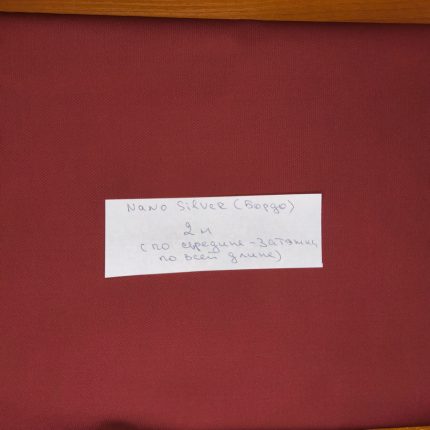 Nano Silver (Бордо)
2 м
(по середине - затяжки
по всей длине)